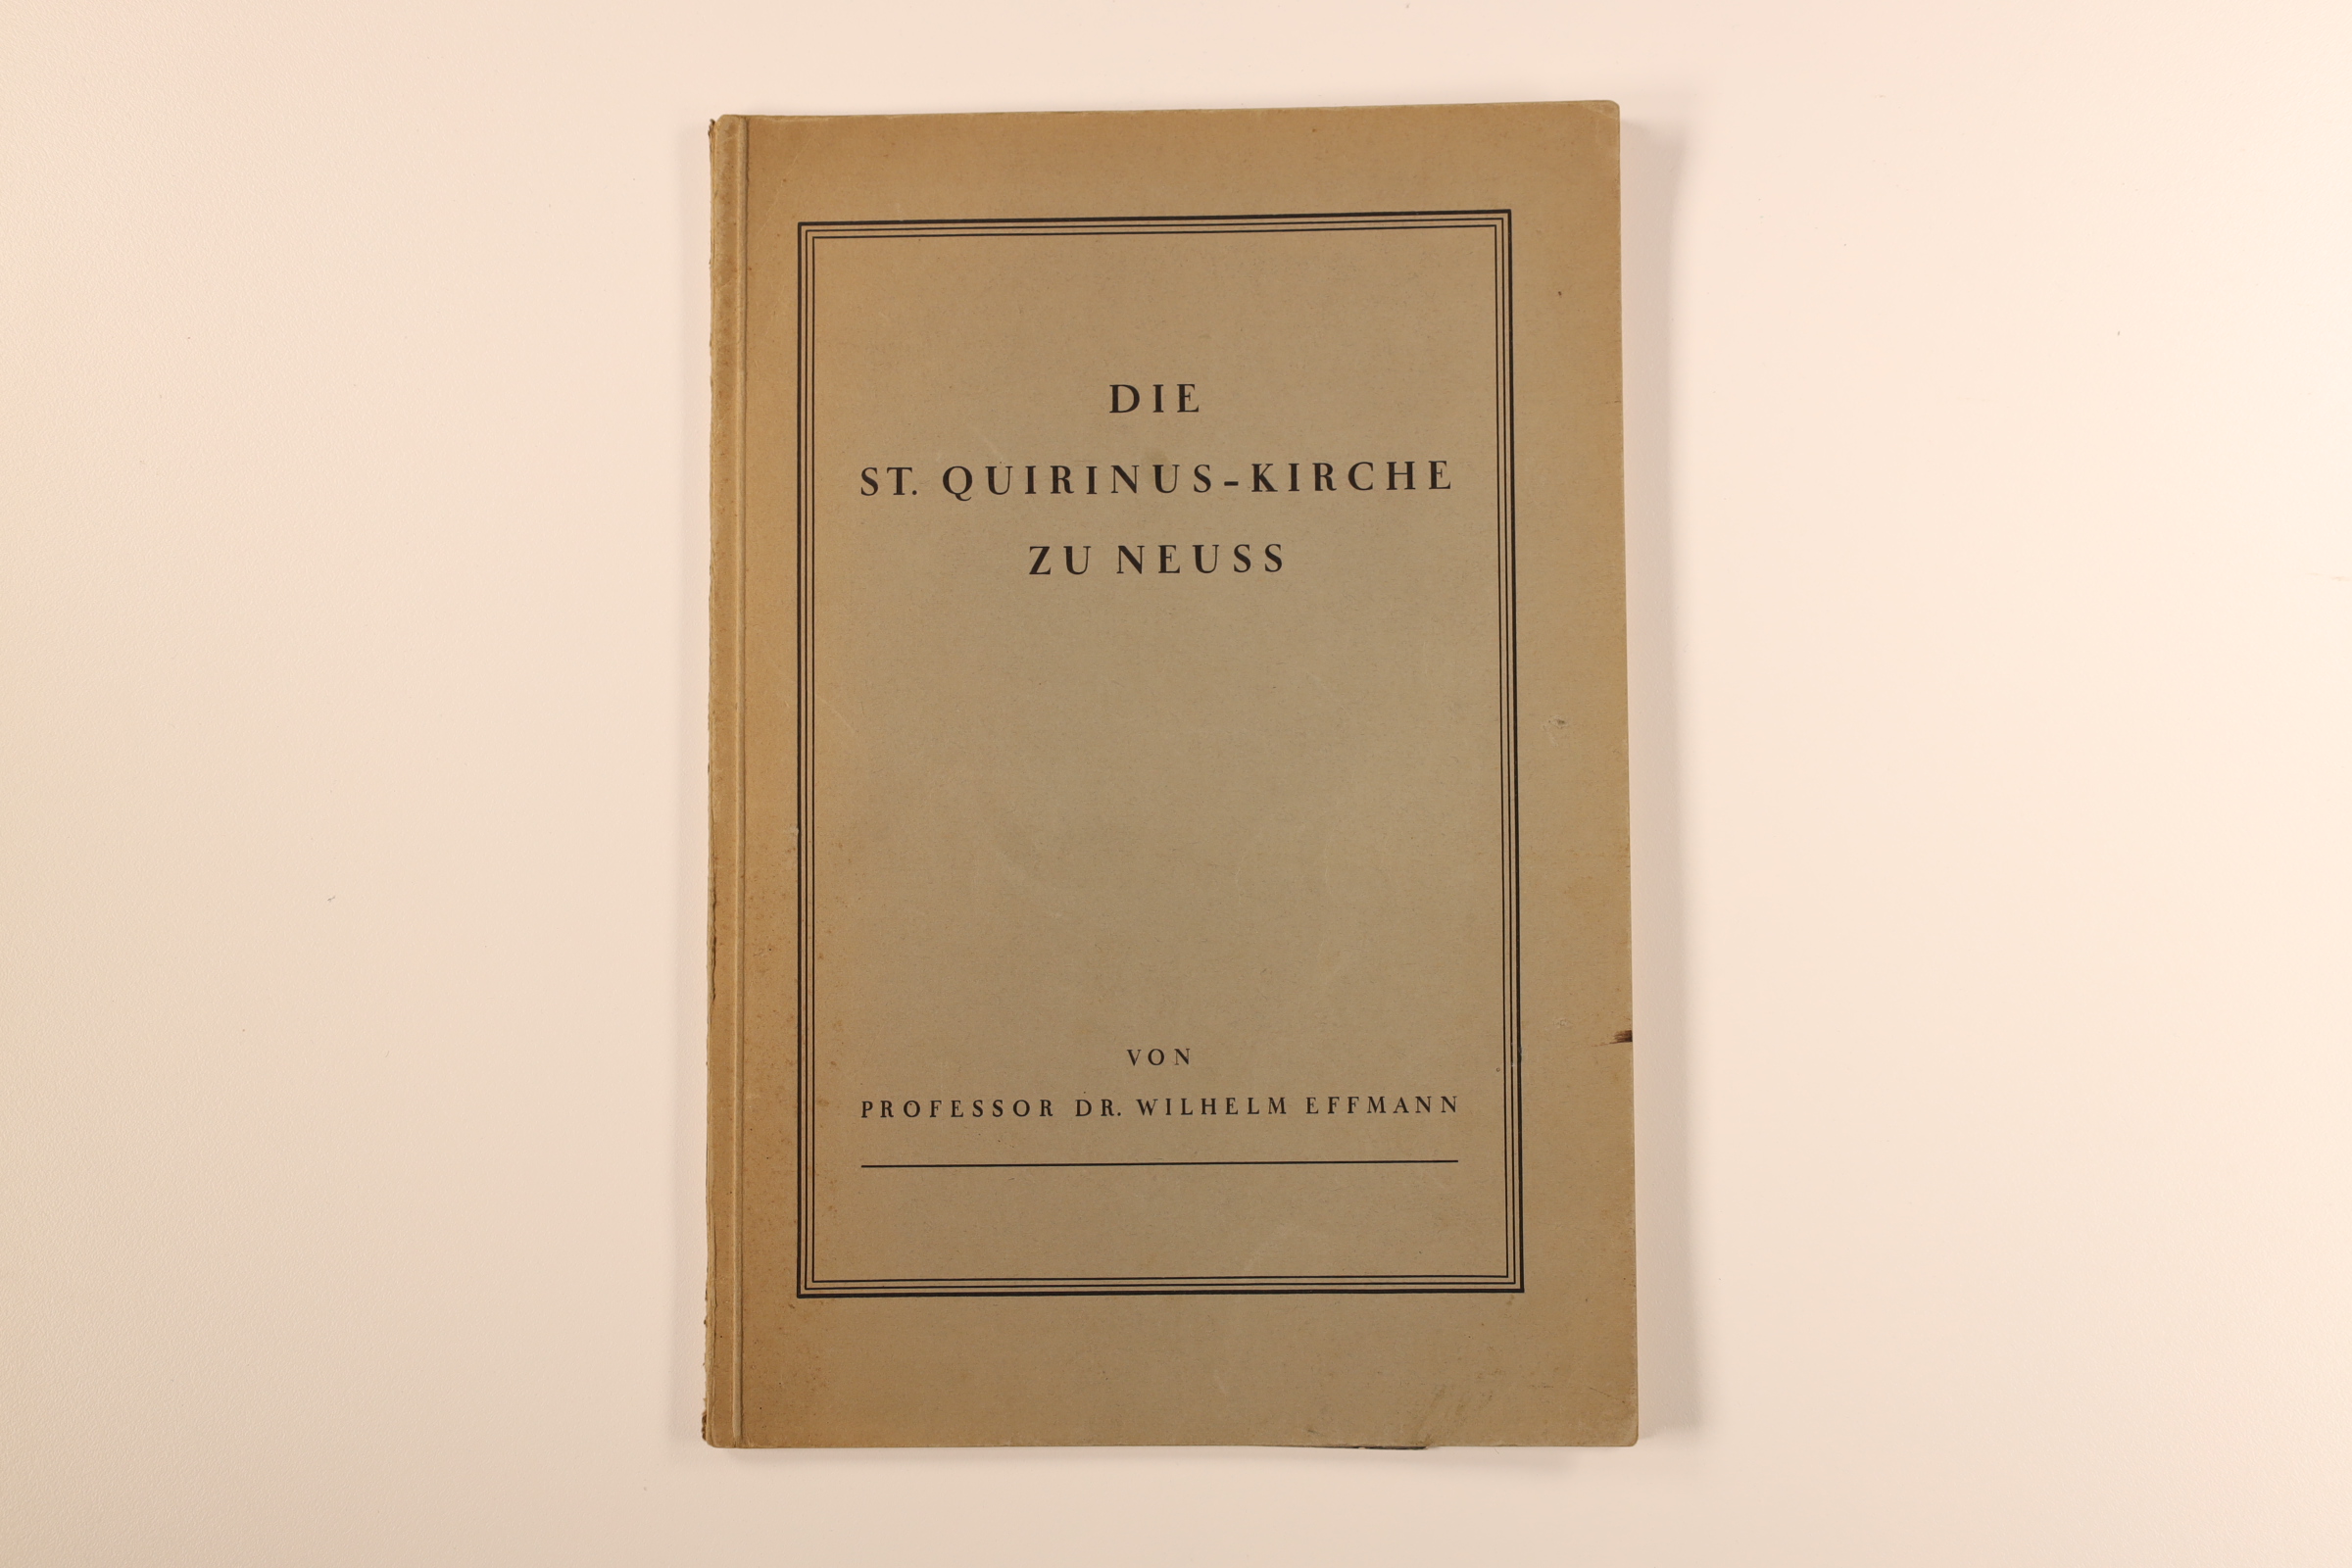 DIE
ST. QUIRINUS-KIRCHE
ZU NEUSS
VON
PROFESSOR DR. WILHELM EFFMANN